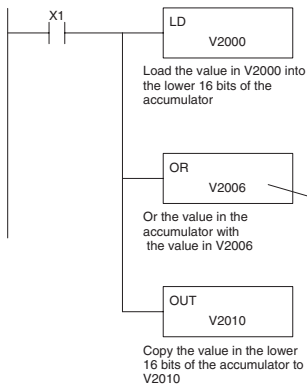 X1
LD
V2000
Load the value in V2000 into
the lower 16 bits of the
accumulator
OR
V2006
Or the value in the
accumulator with
the value in V2006
OUT
V2010
Copy the value in the lower
16 bits of the accumulator to
V2010